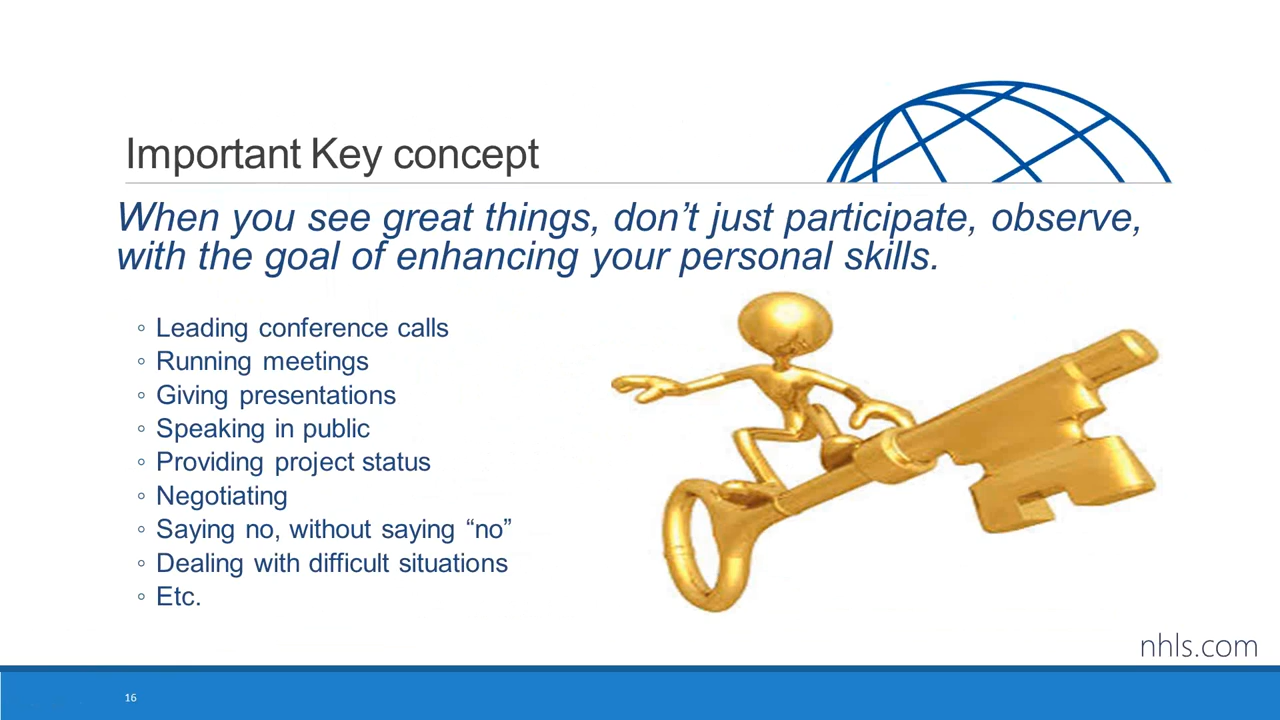 Important Key concept
When you see great things, don’t just participate, observe,
with the goal of enhancing your personal skills.
◦ Leading conference calls
◦ Running meetings
◦ Giving presentations
◦ Speaking in public
◦ Providing project status
◦ Negotiating
◦ Saying no, without saying “no”
◦ Dealing with difficult situations
◦ Etc.
nhls.com
16